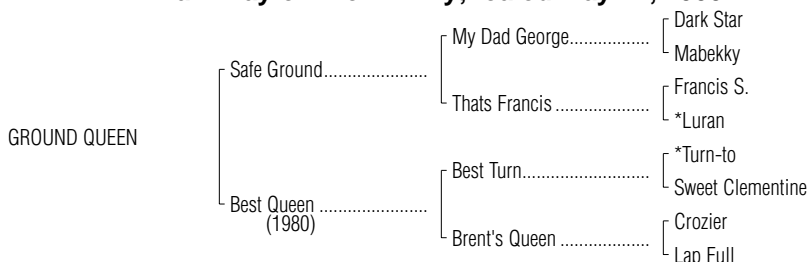 Dark Star
My Dad George
Mabekky
Safe Ground
Francis S.
Thats Francis
*Luran
GROUND QUEEN
*Turn-to
Best Turn
Sweet Clementine
Best Queen
(1980)
Crozier
Brent's Queen
Lap Full